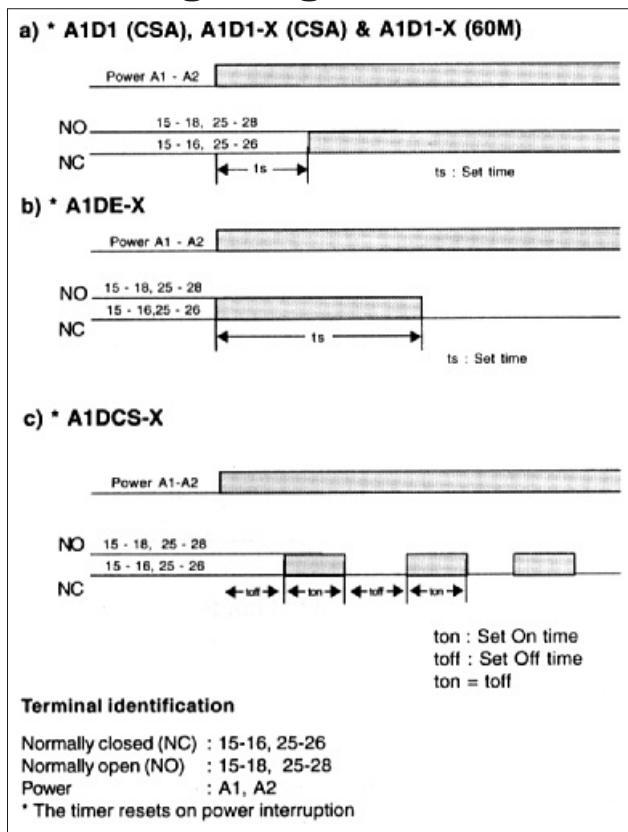 a) * A1D1 (CSA), A1D1-X (CSA) & A1D1-X (60M)
Power A1 - A2
NO 15 - 18, 25 - 28
15 - 16, 25 - 26
NC
ts
ts : Set time
b) * A1DE-X
Power A1 - A2
NO 15 - 18, 25 - 28
15 - 16,25 - 26
NC
ts
ts : Set time
c) * A1DCS-X
Power A1-A2
NO 15 - 18, 25 - 28
15 - 16, 25 - 26
NC
toff ton toff ton
ton : Set On time
toff : Set Off time
ton = toff
Terminal identification
Normally closed (NC) : 15-16, 25-26
Normally open (NO) : 15-18, 25-28
Power : A1, A2
* The timer resets on power interruption